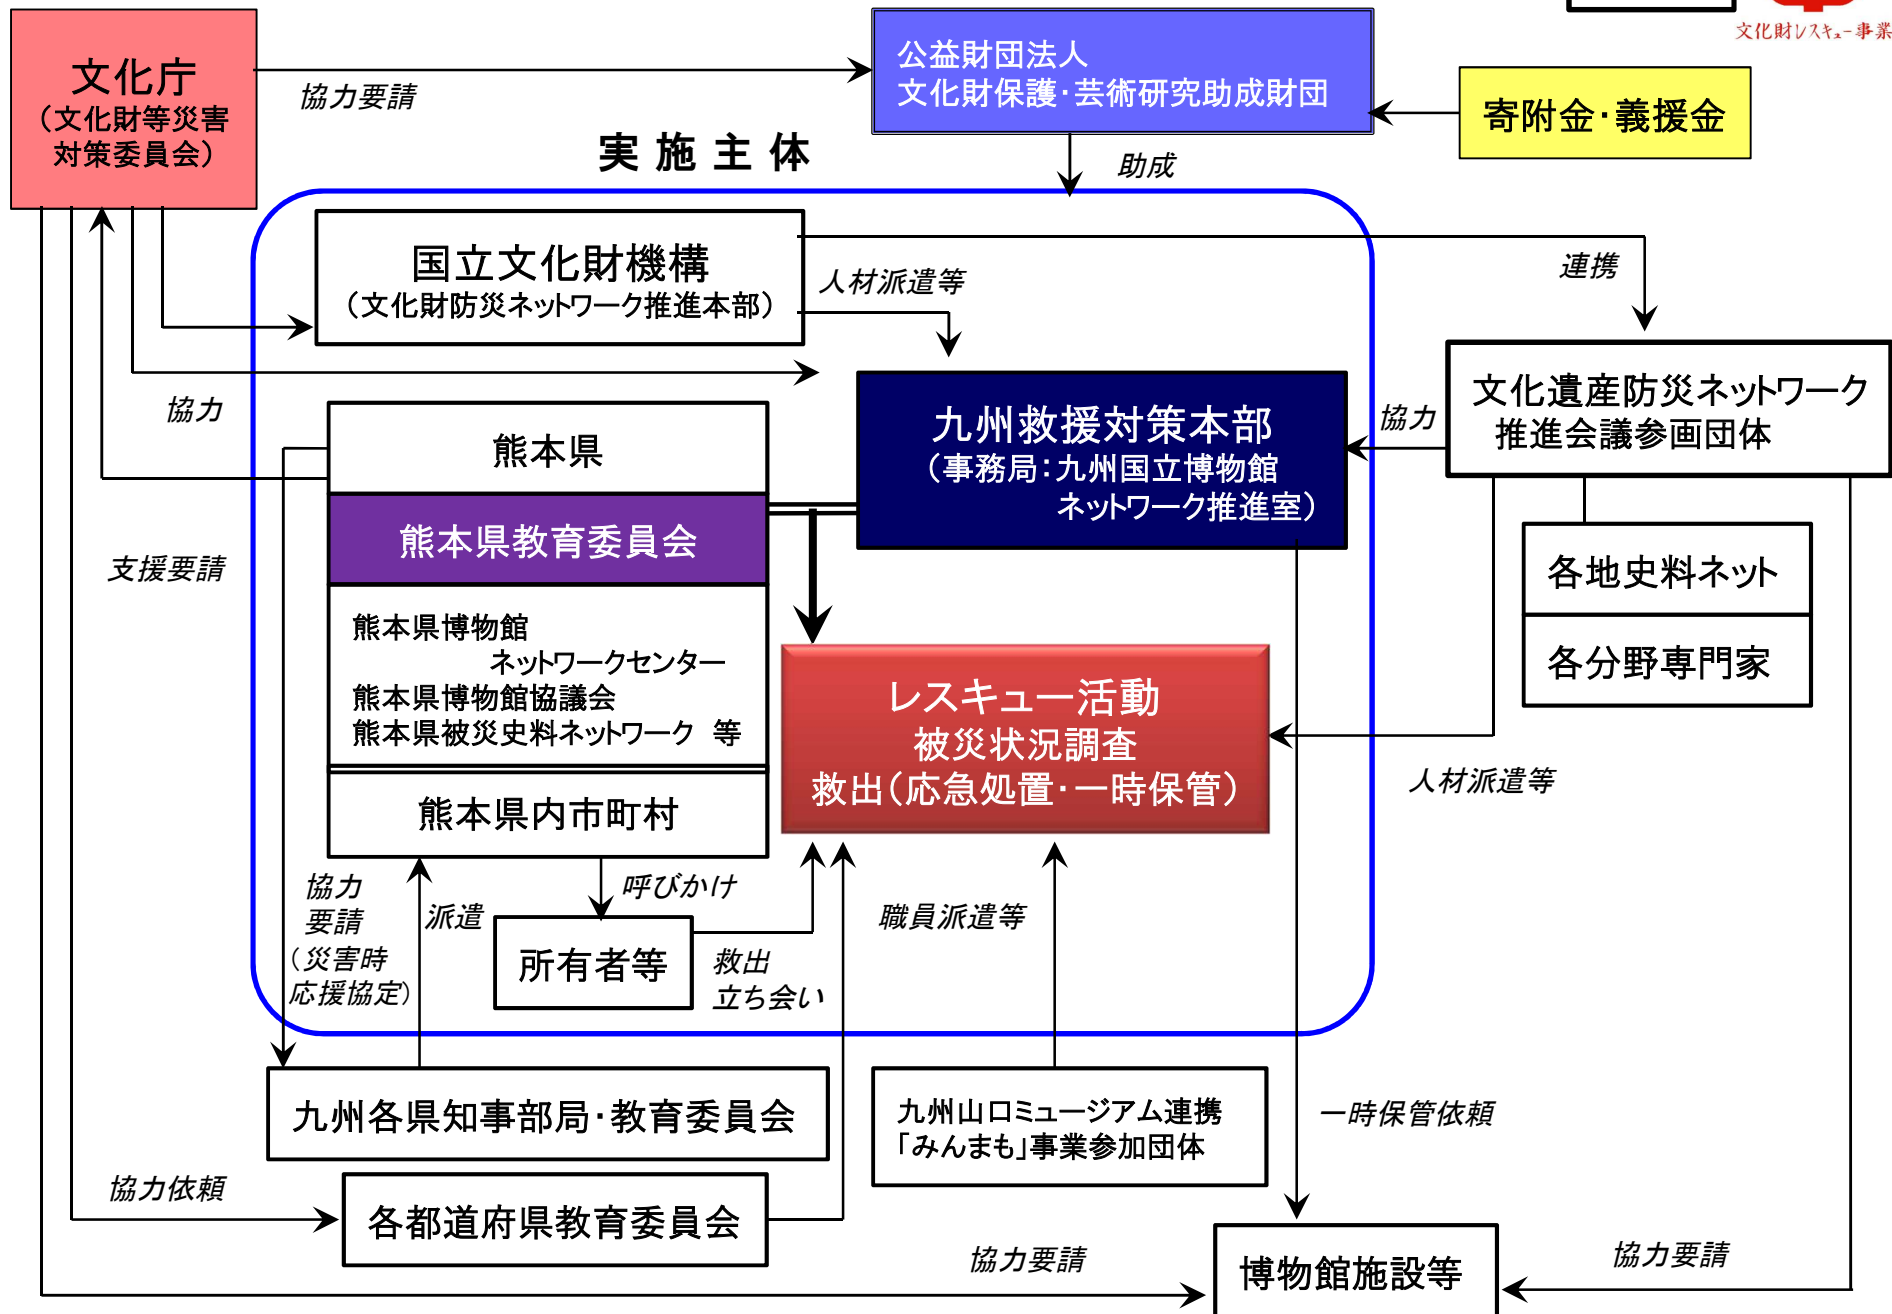 文化財レスキュー事業
文化庁
（文化財等災害
対策委員会）
協力要請
公益財団法人
文化財保護・芸術研究助成財団
寄附金・義援金
実施主体
助成
国立文化財機構
（文化財防災ネットワーク推進本部）
人材派遣等
連携
協力
熊本県
九州救援対策本部
（事務局：九州国立博物館
ネットワーク推進室）
協力
文化遺産防災ネットワーク
推進会議参画団体
熊本県教育委員会
支援要請
各地史料ネット
各分野専門家
熊本県博物館
ネットワークセンター
熊本県博物館協議会
熊本県被災史料ネットワーク　等
レスキュー活動
被災状況調査
救出（応急処置・一時保管）
人材派遣等
熊本県内市町村
協力
要請
（災害時
応援協定）
派遣
呼びかけ
所有者等
救出
立ち会い
職員派遣等
九州各県知事部局・教育委員会
九州山口ミュージアム連携
「みんまも」事業参加団体
一時保管依頼
協力依頼
各都道府県教育委員会
協力要請
博物館施設等
協力要請